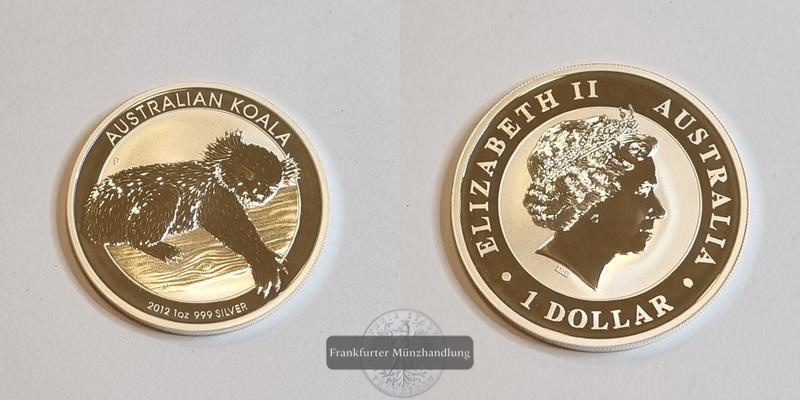 AUSTRALIAN KOALA
P
2012 1oz 999 SILVER
ELIZABETH II
AUSTRALIA
1 DOLLAR
IRB
Frankfurter Münzhandlung